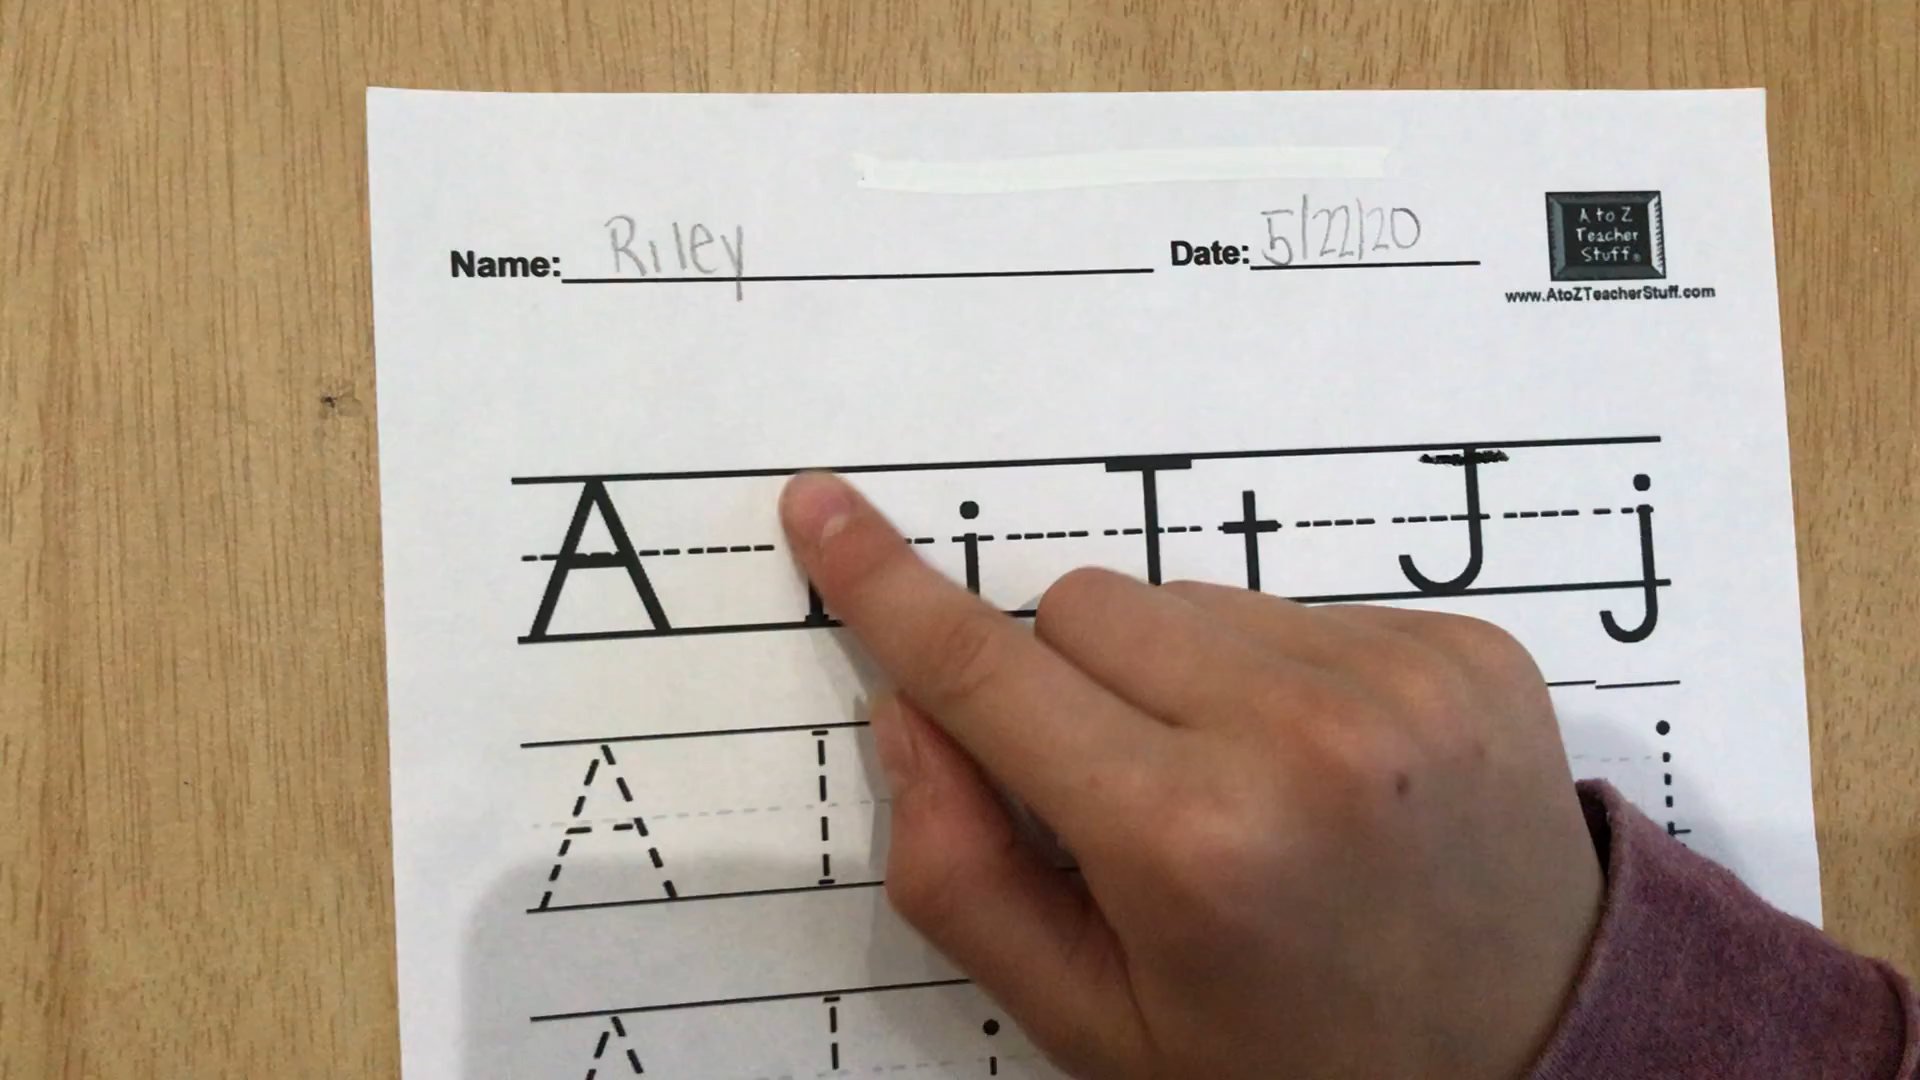 Name: Riley Date: 5/22/20
A to Z
Teacher
Stuff®
www.AtoZTeacherStuff.com
A I i T t J j
A I i
A I i